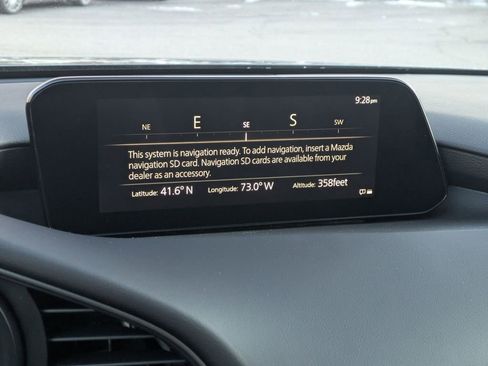 9:28pm
NE E SE S SW
This system is navigation ready. To add navigation, insert a Mazda
navigation SD card. Navigation SD cards are available from your
dealer as an accessory.
Latitude: 41.6° N Longitude: 73.0° W Altitude: 358feet